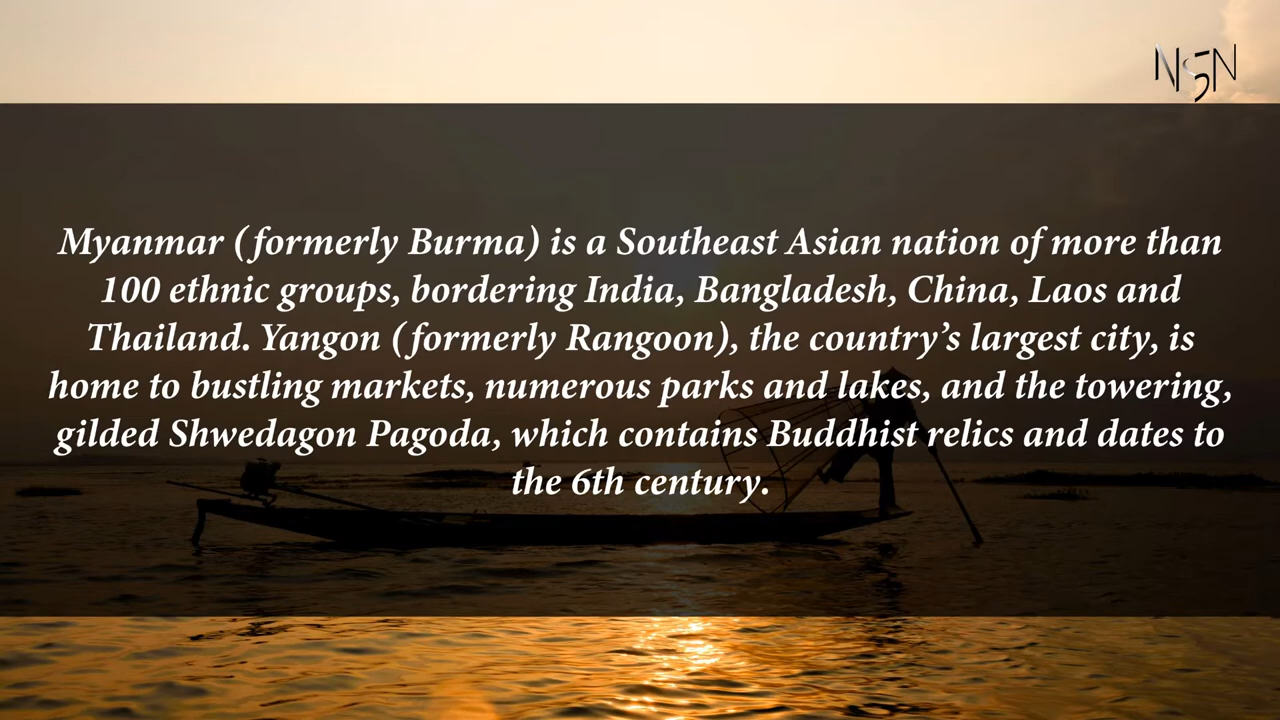 NSN
Myanmar (formerly Burma) is a Southeast Asian nation of more than
100 ethnic groups, bordering India, Bangladesh, China, Laos and
Thailand. Yangon (formerly Rangoon), the country’s largest city, is
home to bustling markets, numerous parks and lakes, and the towering,
gilded Shwedagon Pagoda, which contains Buddhist relics and dates to
the 6th century.